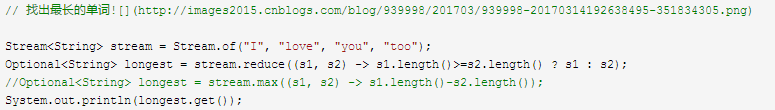 // 找出最长的单词![](http://images2015.cnblogs.com/blog/939998/201703/939998-20170314192638495-351834305.png)
Stream<String> stream = Stream.of("I", "love", "you", "too");
Optional<String> longest = stream.reduce((s1, s2) -> s1.length()>=s2.length() ? s1 : s2);
//Optional<String> longest = stream.max((s1, s2) -> s1.length()-s2.length());
System.out.println(longest.get());